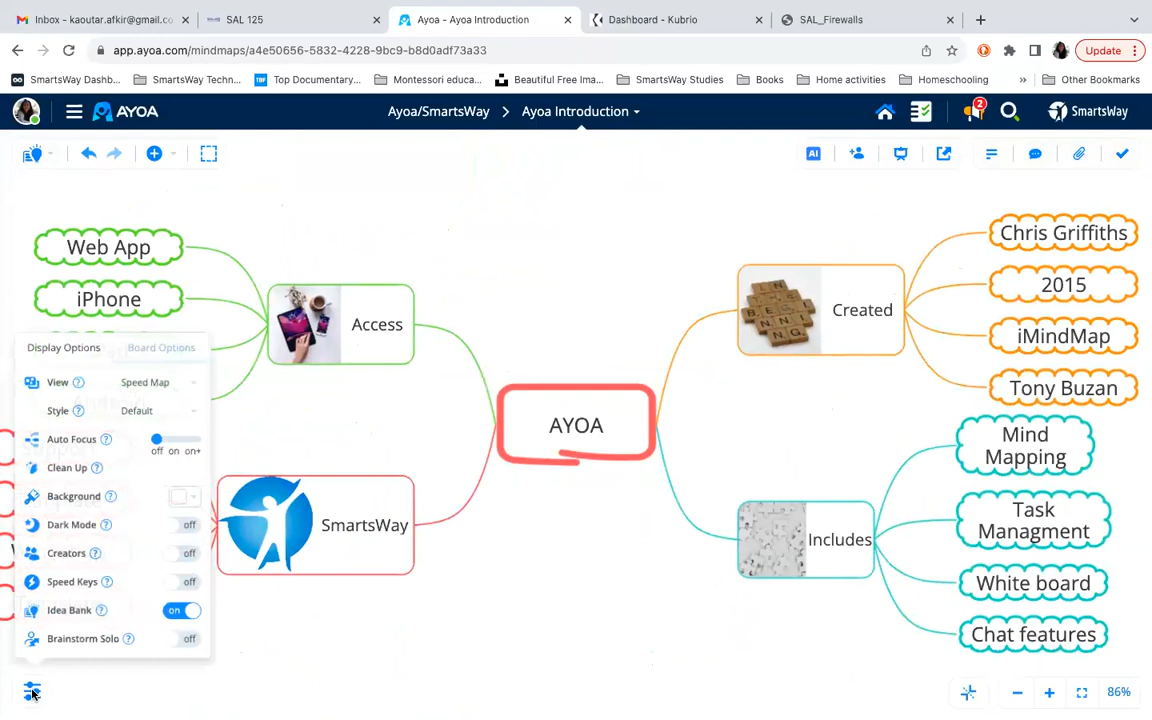 Inbox - kaoutar.afkir@gmail.co
SAL 125
Ayoa - Ayoa Introduction
Dashboard - Kubrio
SAL_Firewalls
app.ayoa.com/mindmaps/a4e50656-5832-4228-9bc9-b8d0adf73a33
Update
SmartsWay Dashb...
SmartsWay Techn...
Top Documentary...
Montessori educa...
Beautiful Free Ima...
SmartsWay Studies
Books
Home activities
Homeschooling
»
Other Bookmarks
AYOA
Ayoa/SmartsWay > Ayoa Introduction
2
SmartsWay
AI
Web App
iPhone
Access
Created
Chris Griffiths
2015
iMindMap
Tony Buzan
AYOA
SmartsWay
Includes
Mind
Mapping
Task
Managment
White board
Chat features
Display Options
Board Options
View ? Speed Map
Style ? Default
Auto Focus ?
off on on+
Clean Up ?
Background ?
Dark Mode ? off
Creators ? off
Speed Keys ? off
Idea Bank ? on
Brainstorm Solo ? off
86%